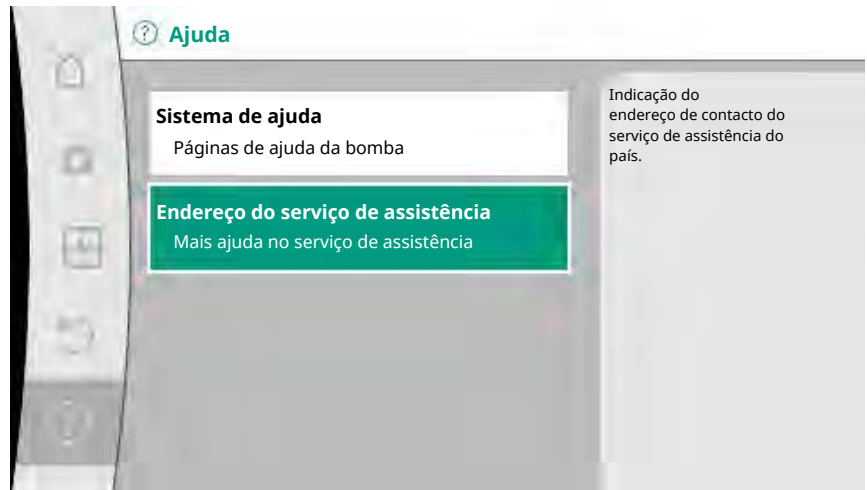 Ajuda
Sistema de ajuda
Páginas de ajuda da bomba
Endereço do serviço de assistência
Mais ajuda no serviço de assistência
Indicação do
endereço de contacto do
serviço de assistência do
país.